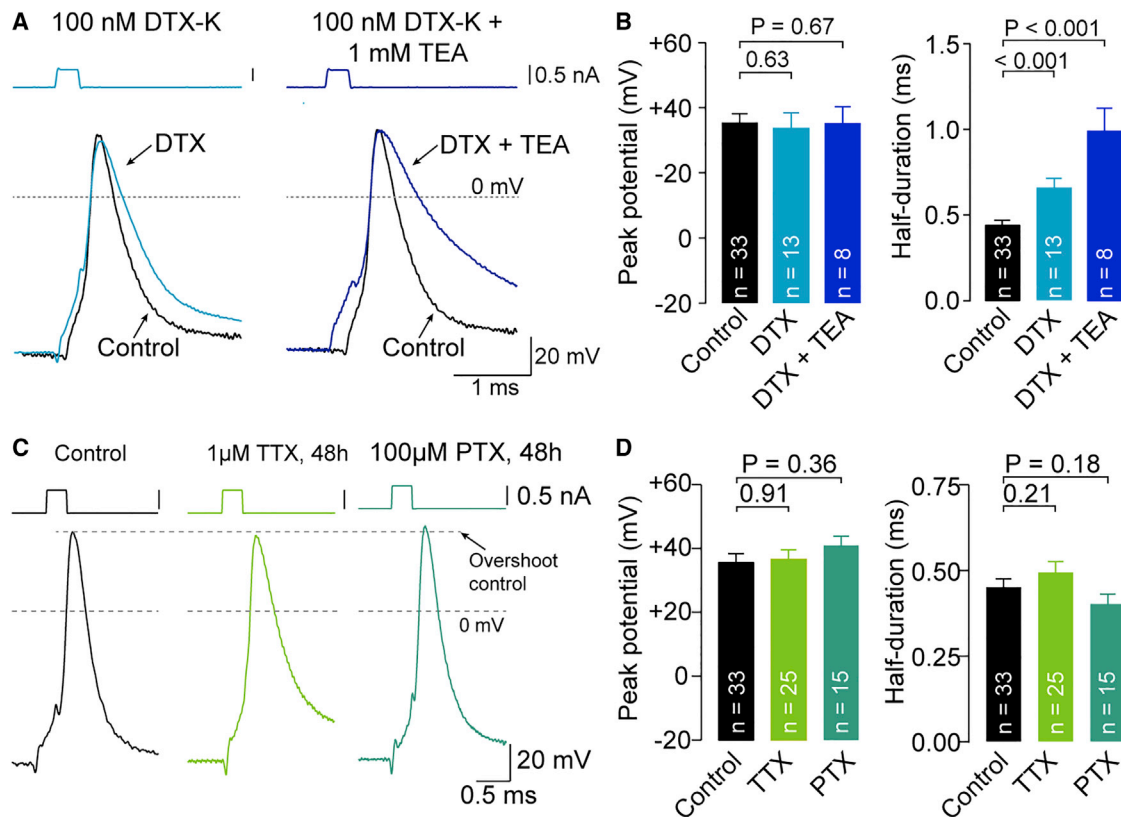 A
100 nM DTX-K
100 nM DTX-K +
1 mM TEA
0.5 nA
DTX
DTX + TEA
0 mV
Control
Control
20 mV
1 ms
B
P = 0.67
0.63
+60
+40
-20
0
-20
Peak potential (mV)
n = 33
n = 13
n = 8
Control
DTX
DTX + TEA
P < 0.001
< 0.001
1.5
1.0
0.5
0.0
Half-duration (ms)
n = 33
n = 13
n = 8
Control
DTX
DTX + TEA
C
Control
1µM TTX, 48h
100µM PTX, 48h
0.5 nA
Overshoot
control
0 mV
20 mV
0.5 ms
D
P = 0.36
0.91
+60
+40
+20
0
-20
Peak potential (mV)
n = 33
n = 25
n = 15
Control
TTX
PTX
P = 0.18
0.21
0.75
0.50
0.25
0.00
Half-duration (ms)
n = 33
n = 25
n = 15
Control
TTX
PTX